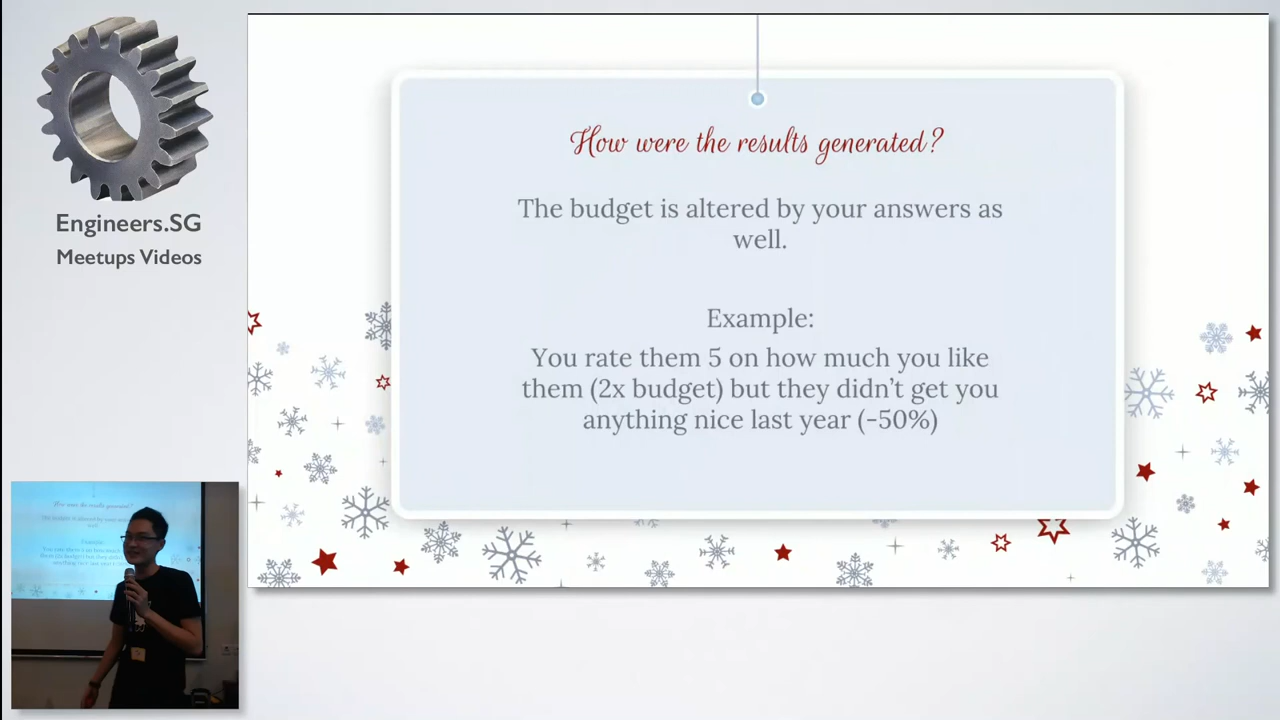 Engineers.SG
Meetups Videos
How were the results generated?
The budget is altered by your answers as
well.
Example:
You rate them 5 on how much you like
them (2x budget) but they didn’t get you
anything nice last year (-50%)